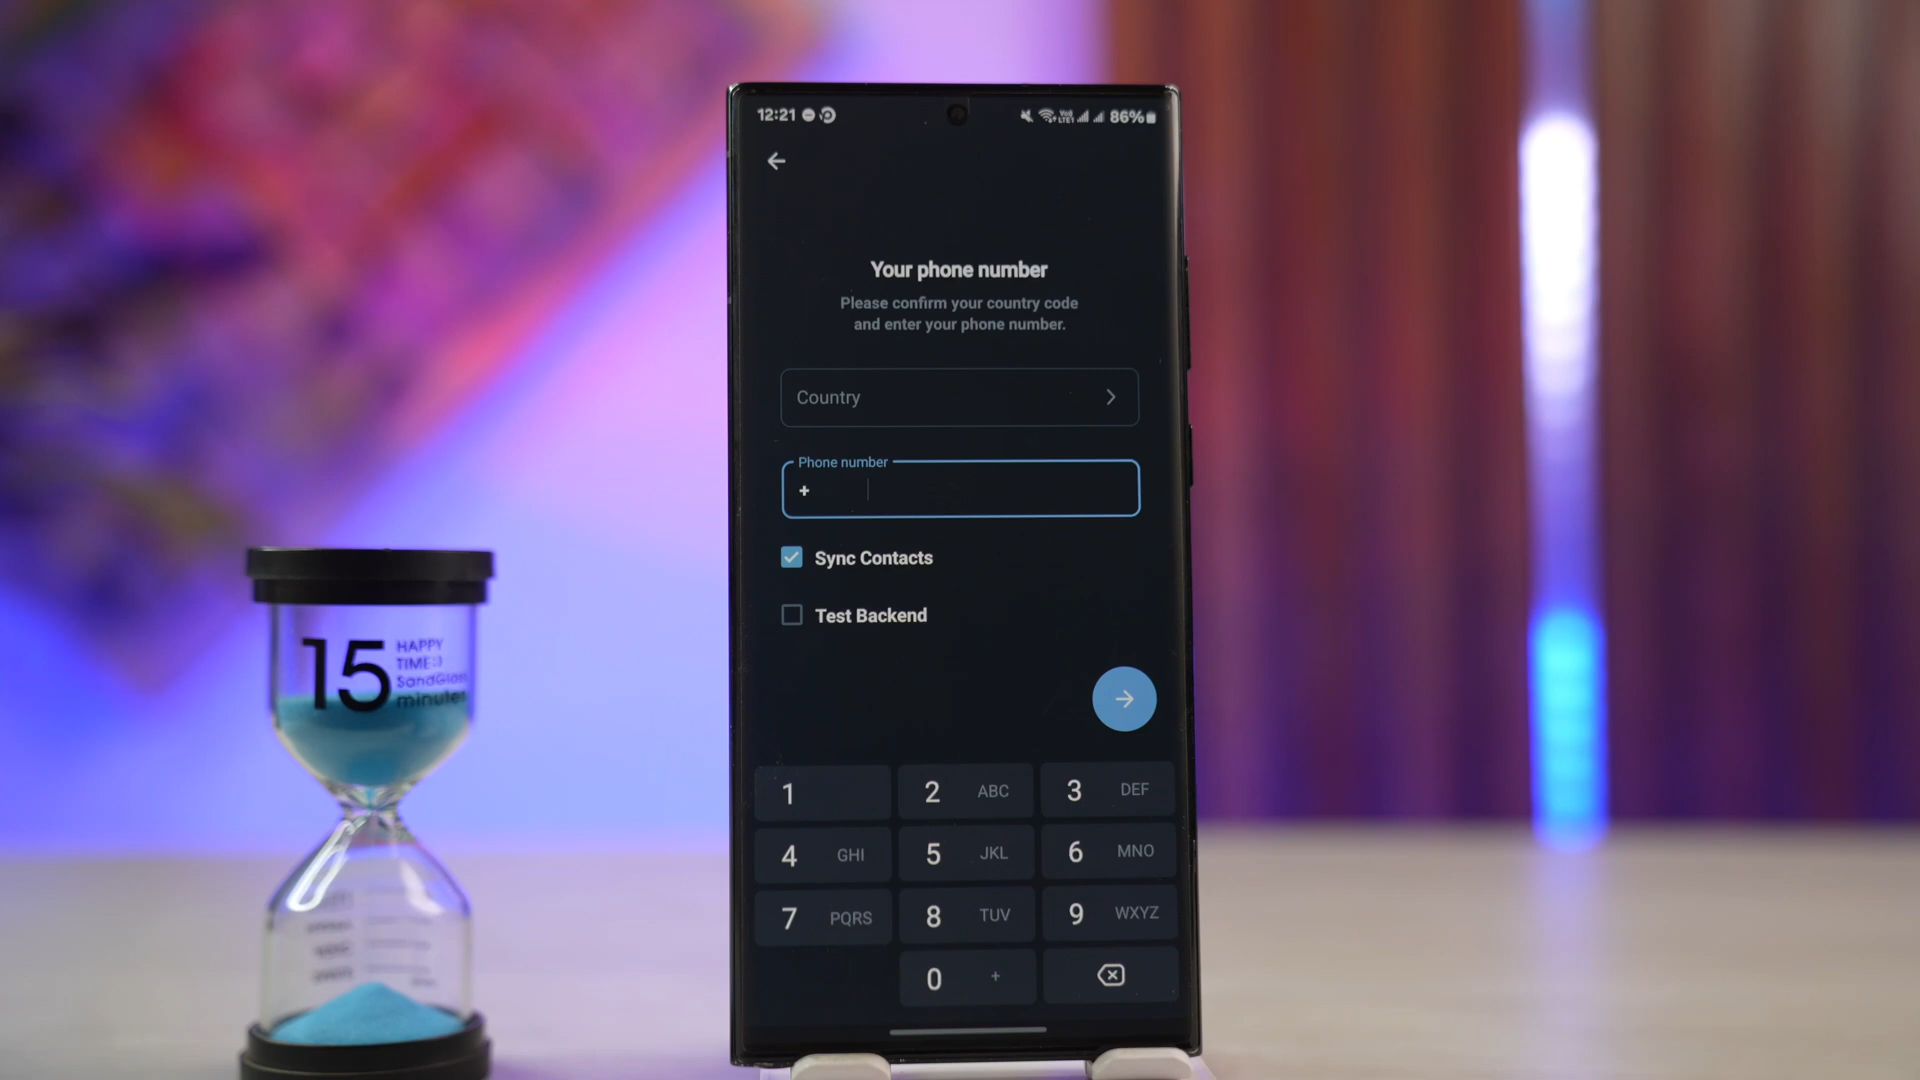 12:21
86%
Your phone number
Please confirm your country code
and enter your phone number.
Country
Phone number
+
Sync Contacts
Test Backend
1
2 ABC
3 DEF
4 GHI
5 JKL
6 MNO
7 PQRS
8 TUV
9 WXYZ
0 +
15
HAPPY
TIME:)
SandGlass
minutes